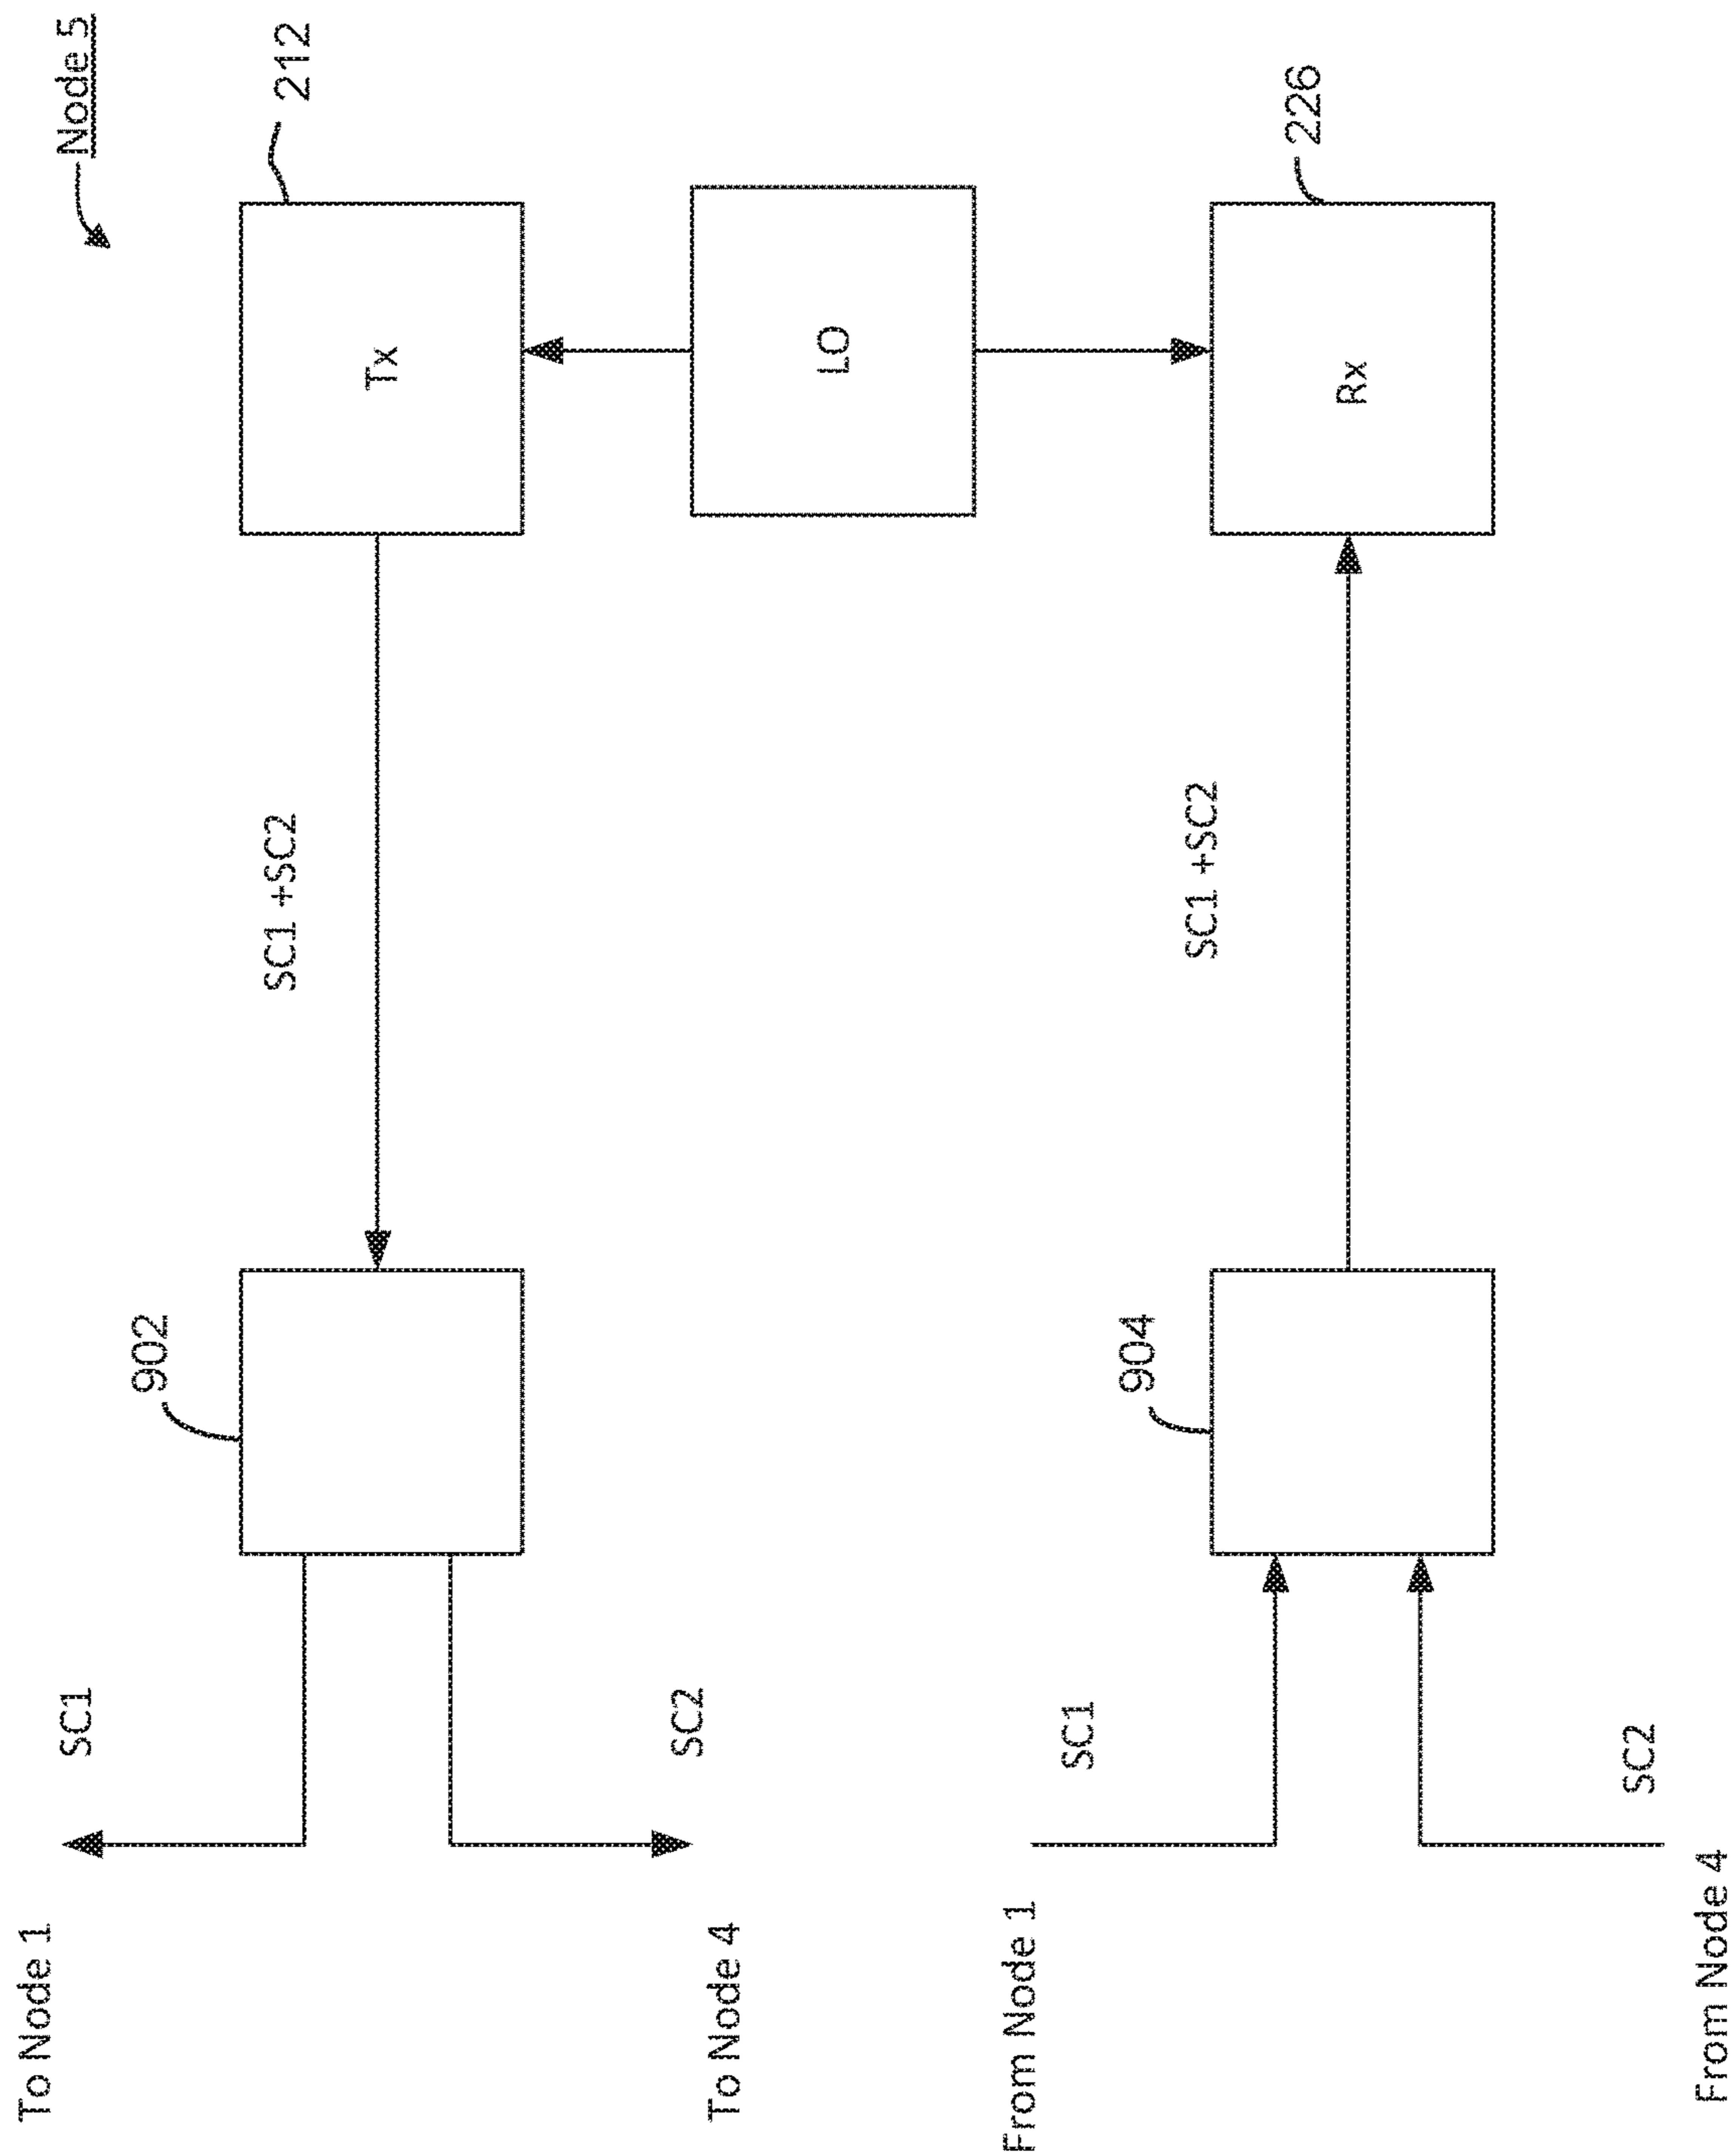 Node 5
To Node 1
SC1
902
SC1 +SC2
212
Tx
To Node 4
SC2
LO
From Node 1
SC1
904
SC1 +SC2
226
Rx
From Node 4
SC2